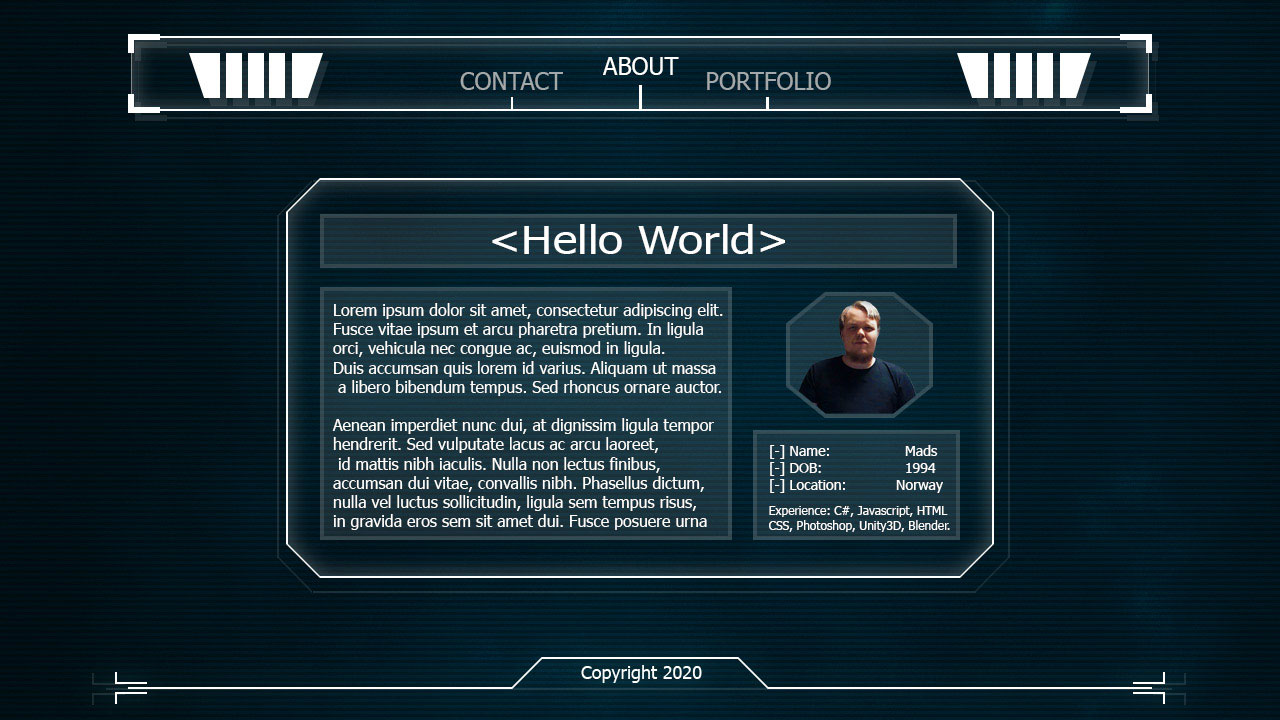 CONTACT ABOUT PORTFOLIO
<Hello World>
Lorem ipsum dolor sit amet, consectetur adipiscing elit.
Fusce vitae ipsum et arcu pharetra pretium. In ligula
orci, vehicula nec congue ac, euismod in ligula.
Duis accumsan quis lorem id varius. Aliquam ut massa
a libero bibendum tempus. Sed rhoncus ornare auctor.
Aenean imperdiet nunc dui, at dignissim ligula tempor
hendrerit. Sed vulputate lacus ac arcu laoreet,
id mattis nibh iaculis. Nulla non lectus finibus,
accumsan dui vitae, convallis nibh. Phasellus dictum,
nulla vel luctus sollicitudin, ligula sem tempus risus,
in gravida eros sem sit amet dui. Fusce posuere urna
[-] Name: Mads
[-] DOB: 1994
[-] Location: Norway
Experience: C#, Javascript, HTML
CSS, Photoshop, Unity3D, Blender.
Copyright 2020